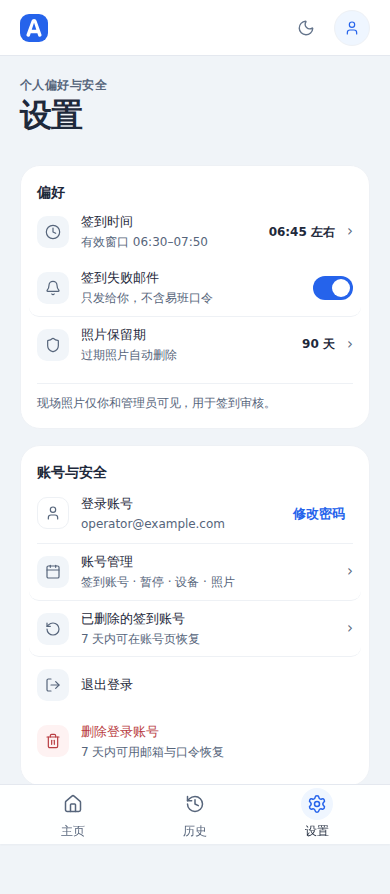 A
个人偏好与安全
设置
偏好
签到时间
有效窗口 06:30–07:50
06:45 左右
签到失败邮件
只发给你，不含易班口令
照片保留期
过期照片自动删除
90 天
现场照片仅你和管理员可见，用于签到审核。
账号与安全
登录账号
operator@example.com
修改密码
账号管理
签到账号 · 暂停 · 设备 · 照片
已删除的签到账号
7 天内可在账号页恢复
退出登录
删除登录账号
7 天内可用邮箱与口令恢复
主页
历史
设置